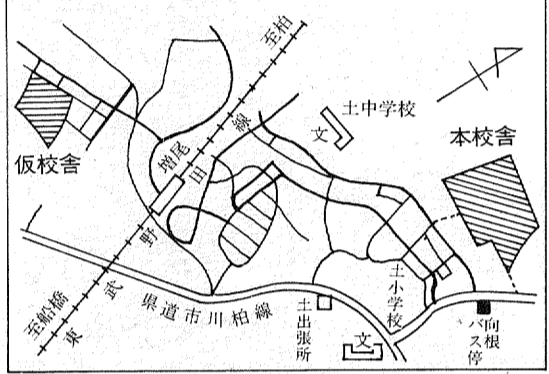 至柏
土中学校
文
本校舎
仮校舎
増尾
東武野田線
至船橋
県道市川柏線
土出張所
文
土小学校
向根
バス停